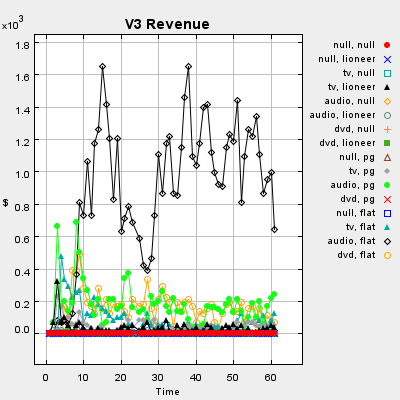 V3 Revenue
x10³
1.8
1.6
1.4
1.2
1.0
0.8
0.6
0.4
0.2
0.0
$
0
10
20
30
40
50
60
Time
null, null
null, lioneer
tv, null
tv, lioneer
audio, null
audio, lioneer
dvd, null
dvd, lioneer
null, pg
tv, pg
audio, pg
dvd, pg
null, flat
tv, flat
audio, flat
dvd, flat